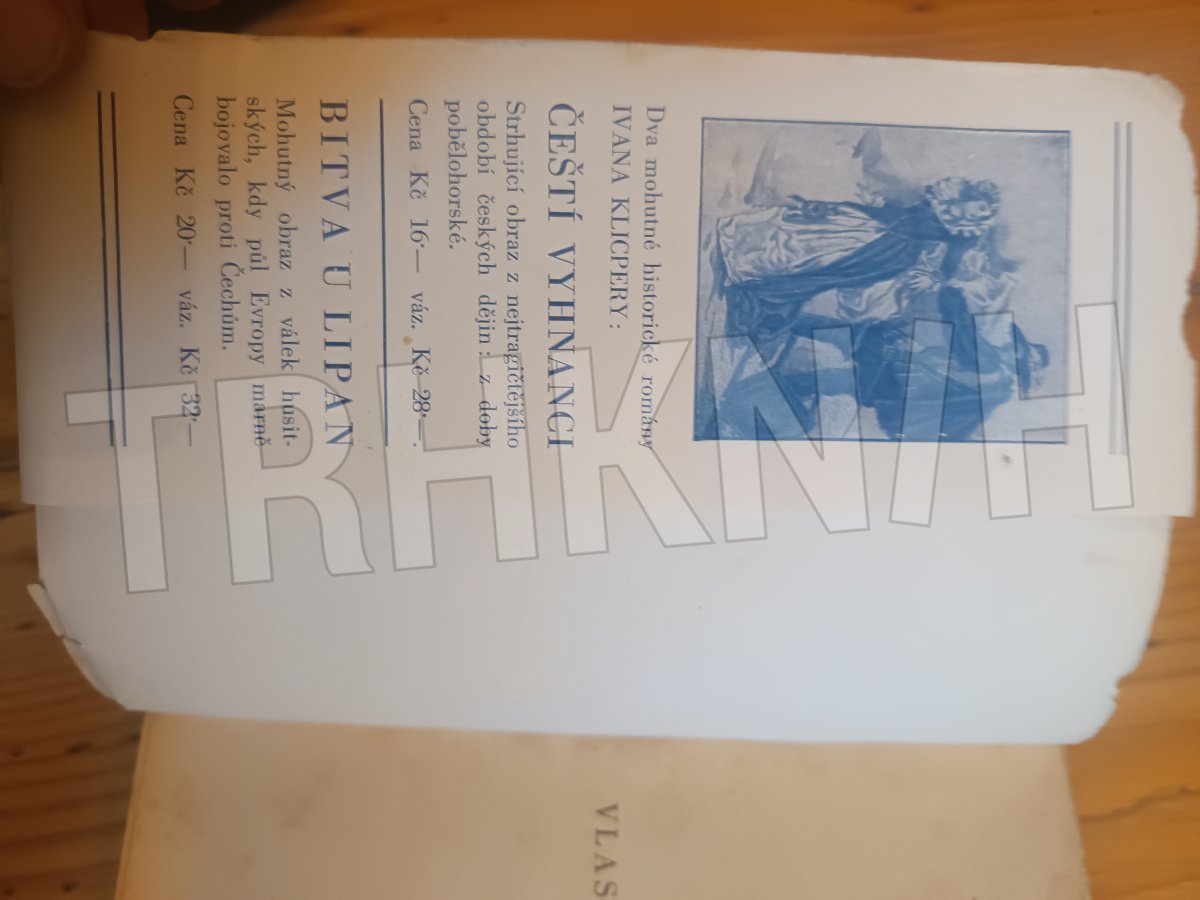 Dva mohutné historické romány
IVANA KLICPERY:
ČEŠTÍ VYHNANCI
Strhující obraz z nejtragičtějšího
období českých dějin: z doby
pobělohorské.
Cena Kč 16·— váz. Kč 28·—.
BITVA U LIPAN
Mohutný obraz z válek husit-
ských, kdy půl Evropy marně
bojovalo proti Čechům.
Cena Kč 20·— váz. Kč 32·—
VLAS
TRHKNIH